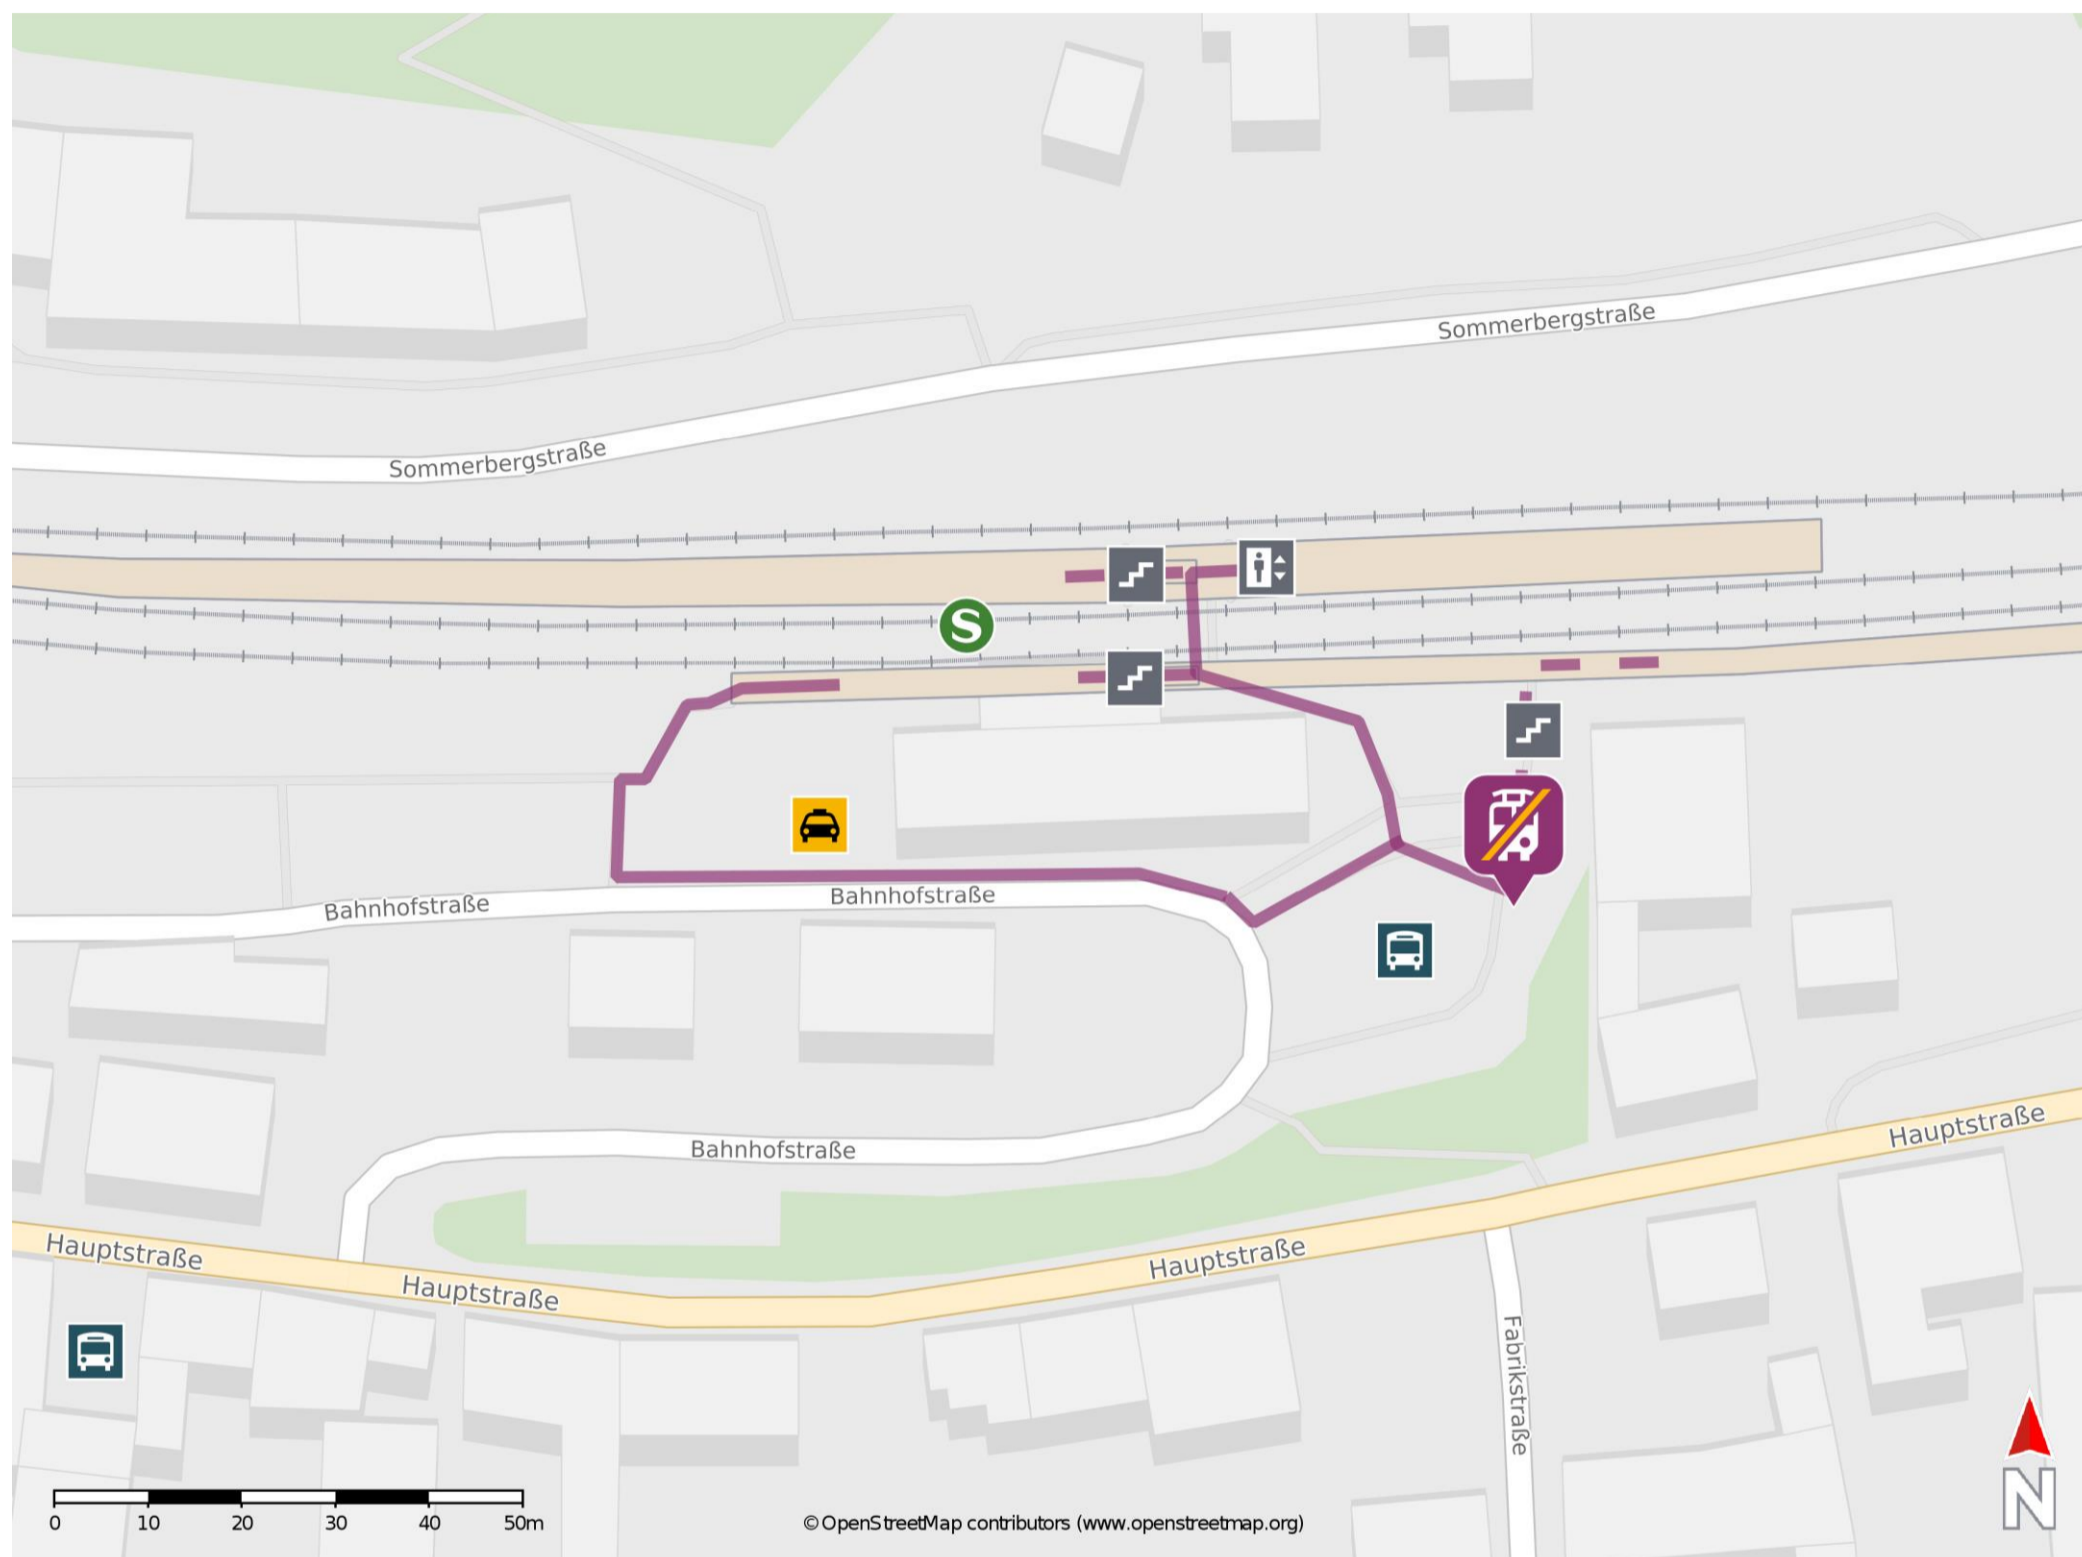 Sommerbergstraße
Sommerbergstraße
S
Bahnhofstraße
Bahnhofstraße
Bahnhofstraße
Hauptstraße
Hauptstraße
Hauptstraße
Hauptstraße
Fabrikstraße
0 10 20 30 40 50m
© OpenStreetMap contributors (www.openstreetmap.org)
N